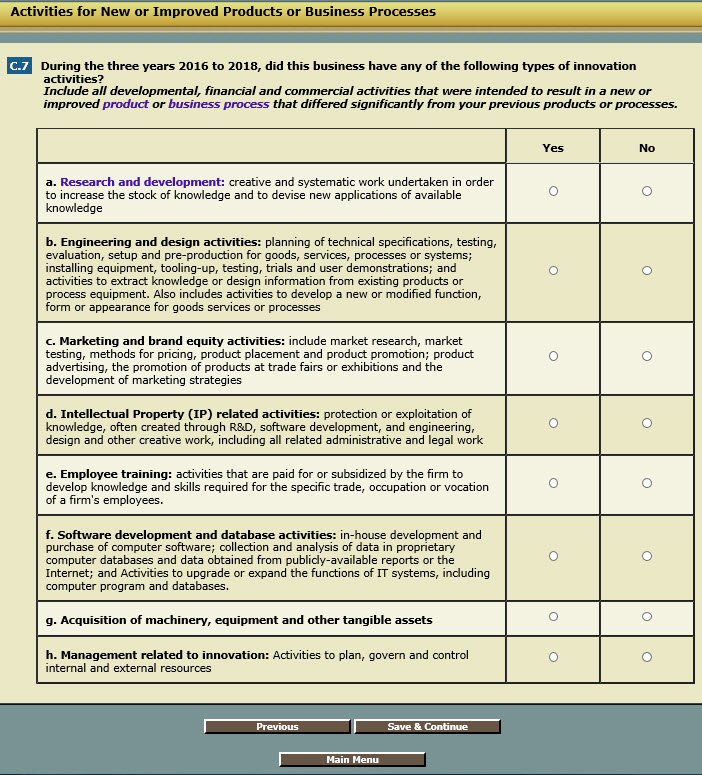 Activities for New or Improved Products or Business Processes
C.7 During the three years 2016 to 2018, did this business have any of the following types of innovation
activities?
Include all developmental, financial and commercial activities that were intended to result in a new or
improved product or business process that differed significantly from your previous products or processes.
Yes No
a. Research and development: creative and systematic work undertaken in order
to increase the stock of knowledge and to devise new applications of available
knowledge
b. Engineering and design activities: planning of technical specifications, testing,
evaluation, setup and pre-production for goods, services, processes or systems;
installing equipment, tooling-up, testing, trials and user demonstrations; and
activities to extract knowledge or design information from existing products or
process equipment. Also includes activities to develop a new or modified function,
form or appearance for goods services or processes
c. Marketing and brand equity activities: include market research, market
testing, methods for pricing, product placement and product promotion; product
advertising, the promotion of products at trade fairs or exhibitions and the
development of marketing strategies
d. Intellectual Property (IP) related activities: protection or exploitation of
knowledge, often created through R&D, software development, and engineering,
design and other creative work, including all related administrative and legal work
e. Employee training: activities that are paid for or subsidized by the firm to
develop knowledge and skills required for the specific trade, occupation or vocation
of a firm's employees.
f. Software development and database activities: in-house development and
purchase of computer software; collection and analysis of data in proprietary
computer databases and data obtained from publicly-available reports or the
Internet; and Activities to upgrade or expand the functions of IT systems, including
computer program and databases.
g. Acquisition of machinery, equipment and other tangible assets
h. Management related to innovation: Activities to plan, govern and control
internal and external resources
Previous Save & Continue
Main Menu